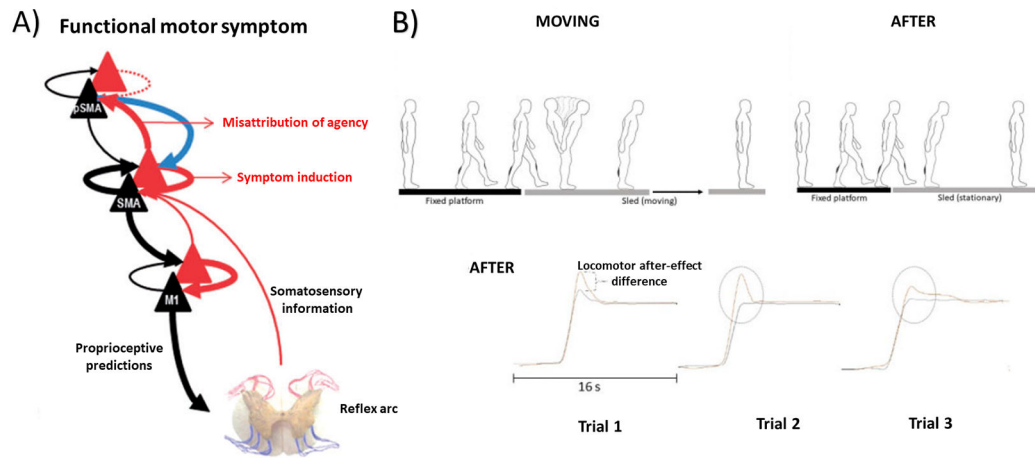 A)
Functional motor symptom
pSMA
Misattribution of agency
Symptom induction
SMA
M1
Somatosensory
information
Proprioceptive
predictions
Reflex arc
B)
MOVING
AFTER
Fixed platform
Sled (moving)
Fixed platform
Sled (stationary)
AFTER
Locomotor after-effect
difference
16 s
Trial 1
Trial 2
Trial 3